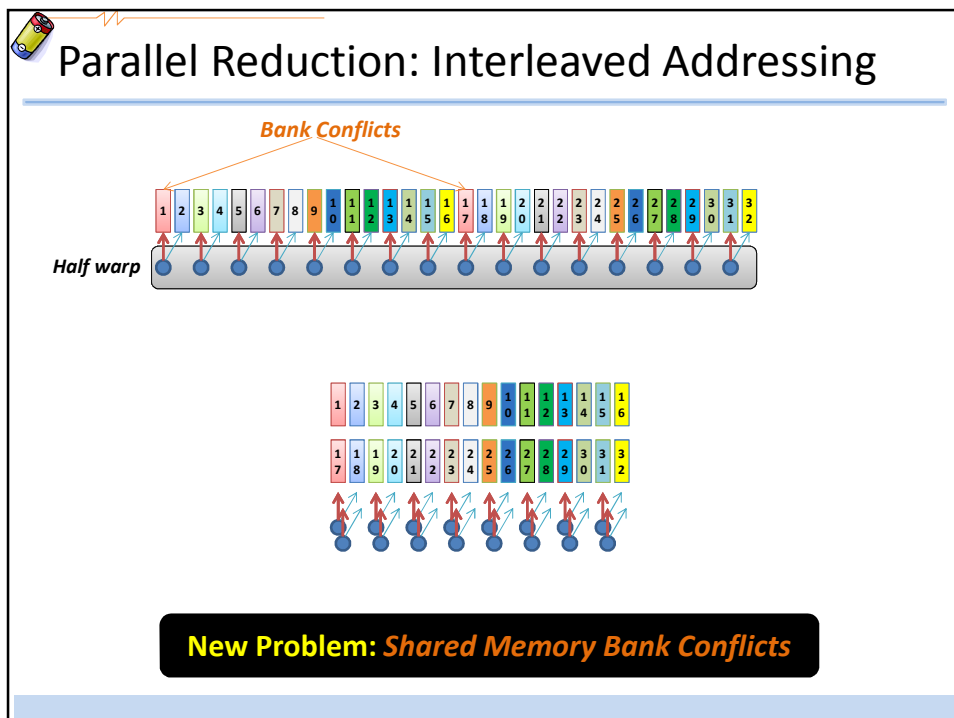 Parallel Reduction: Interleaved Addressing
Bank Conflicts
1 2 3 4 5 6 7 8 9 10 11 12 13 14 15 16 17 18 19 20 21 22 23 24 25 26 27 28 29 30 31 32
Half warp
1 2 3 4 5 6 7 8 9 10 11 12 13 14 15 16
17 18 19 20 21 22 23 24 25 26 27 28 29 30 31 32
New Problem: Shared Memory Bank Conflicts